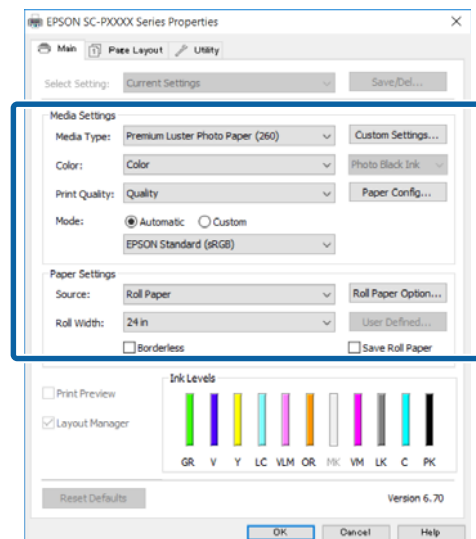 EPSON SC-PXXXX Series Properties
Main Page Layout Utility
Select Setting: Current Settings Save/Del...
Media Settings
Media Type: Premium Luster Photo Paper (260) Custom Settings...
Color: Color Photo Black Ink
Print Quality: Quality Paper Config...
Mode: Automatic Custom
EPSON Standard (sRGB)
Paper Settings
Source: Roll Paper Roll Paper Option...
Roll Width: 24 in User Defined...
Borderless Save Roll Paper
Print Preview Ink Levels
Layout Manager
GR V Y LC VLM OR MK VM LK C PK
Reset Defaults Version 6.70
OK Cancel Help